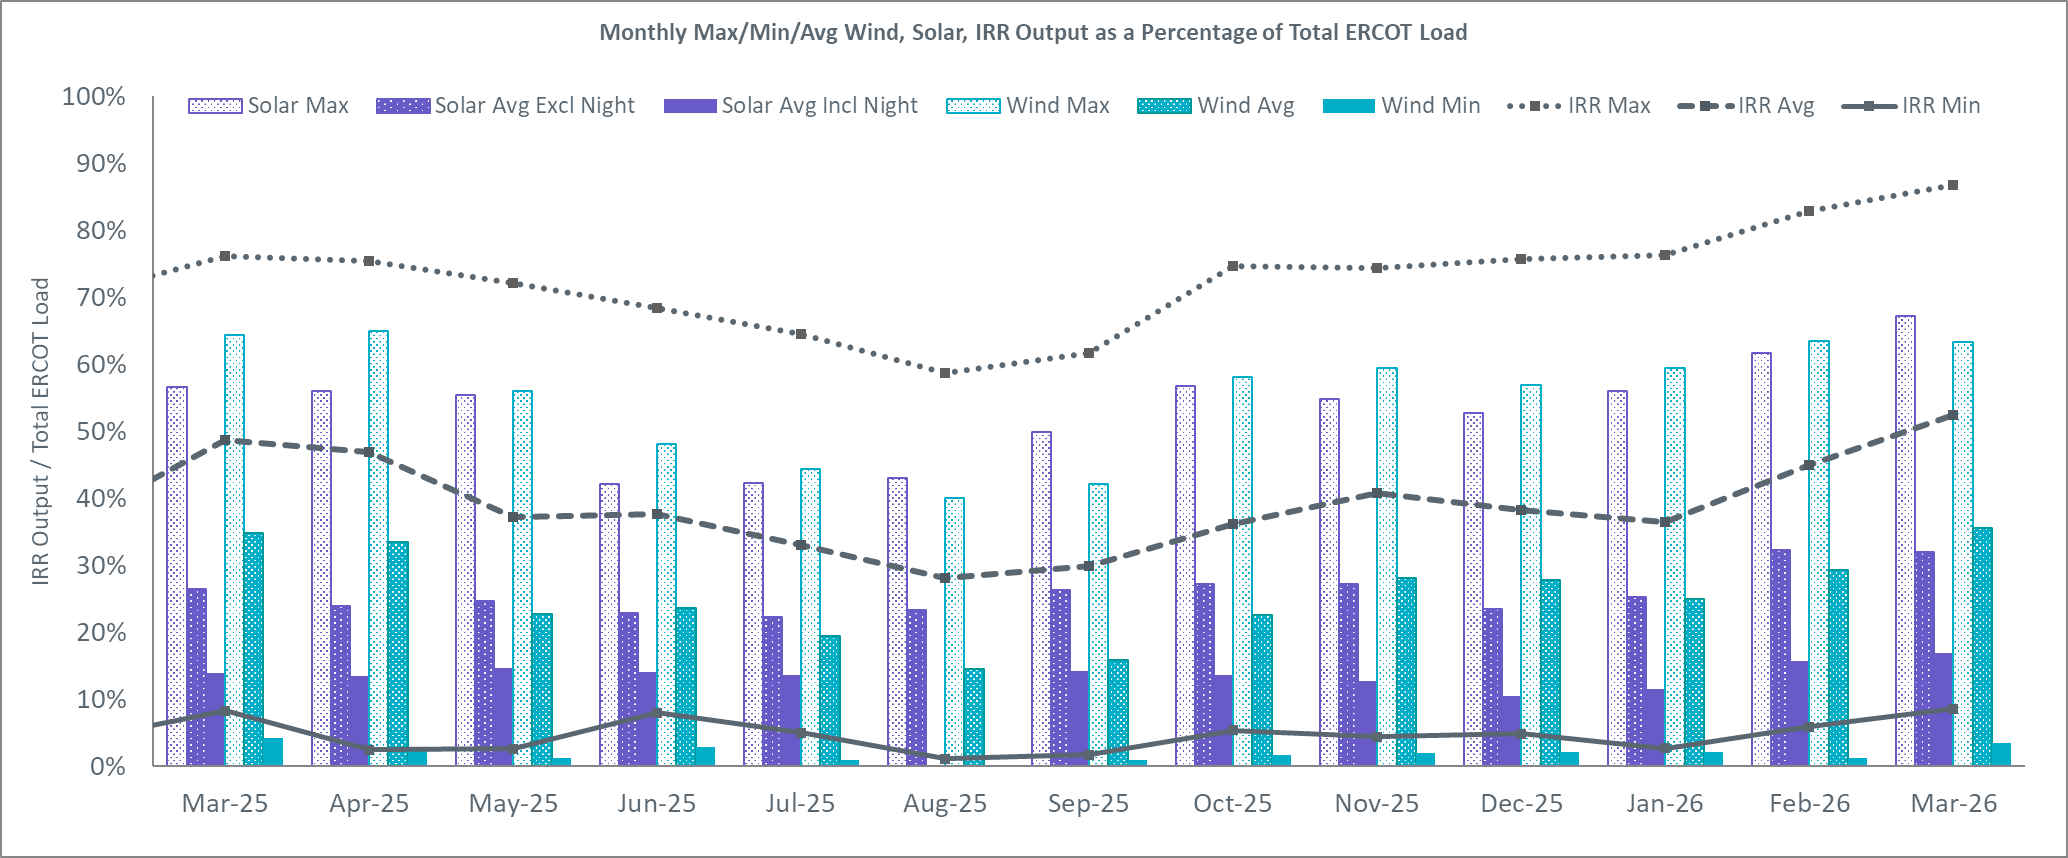 Monthly Max/Min/Avg Wind, Solar, IRR Output as a Percentage of Total ERCOT Load
Solar Max Solar Avg Excl Night Solar Avg Incl Night Wind Max Wind Avg Wind Min IRR Max IRR Avg IRR Min
IRR Output / Total ERCOT Load
100%
90%
80%
70%
60%
50%
40%
30%
20%
10%
0%
Mar-25 Apr-25 May-25 Jun-25 Jul-25 Aug-25 Sep-25 Oct-25 Nov-25 Dec-25 Jan-26 Feb-26 Mar-26